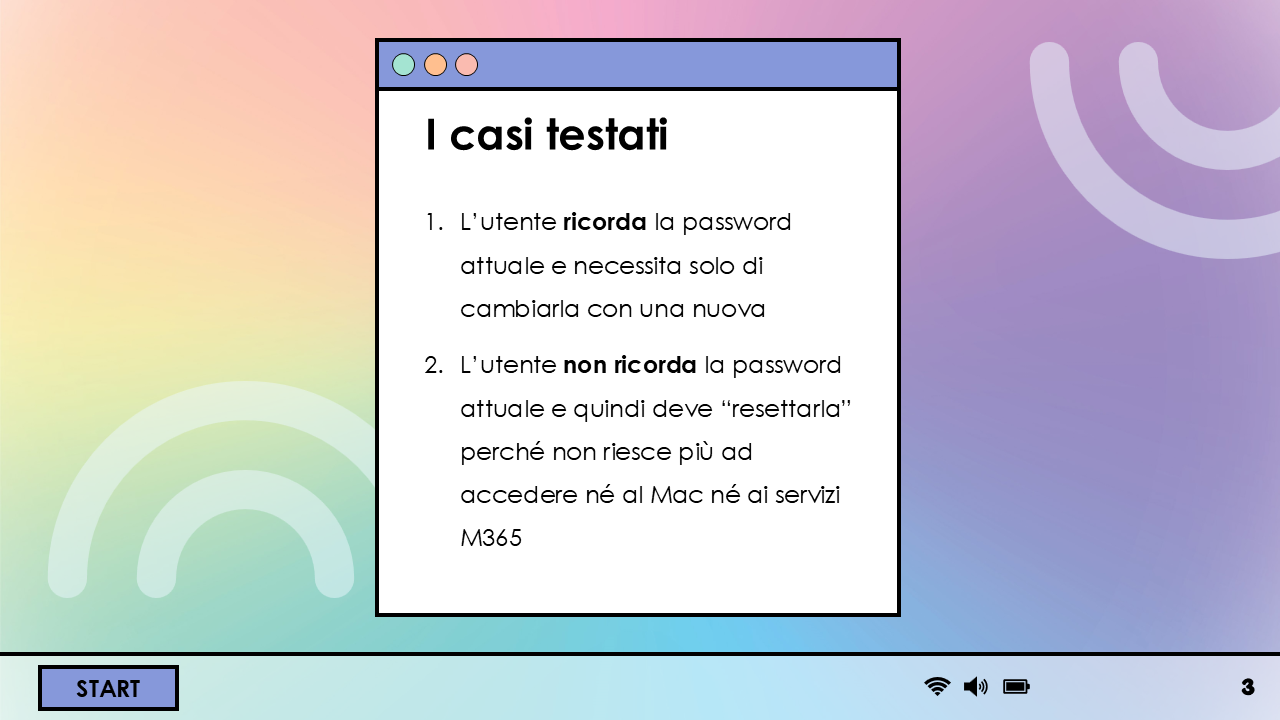 I casi testati
1. L’utente ricorda la password
attuale e necessita solo di
cambiarla con una nuova
2. L’utente non ricorda la password
attuale e quindi deve “resettarla”
perché non riesce più ad
accedere né al Mac né ai servizi
M365
START
3